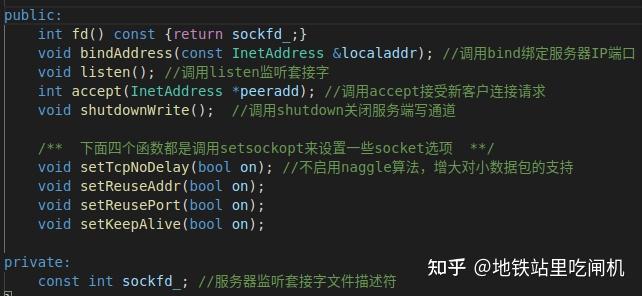 public:
    int fd() const {return sockfd_;}
    void bindAddress(const InetAddress &localaddr); //调用bind绑定服务器IP端口
    void listen(); //调用listen监听套接字
    int accept(InetAddress *peeraddr); //调用accept接受新客户连接请求
    void shutdownWrite();  //调用shutdown关闭服务端写通道
    /**  下面四个函数都是调用setsockopt来设置一些socket选项  **/
    void setTcpNoDelay(bool on); //不启用naggle算法，增大对小数据包的支持
    void setReuseAddr(bool on);
    void setReusePort(bool on);
    void setKeepAlive(bool on);
private:
    const int sockfd_; //服务器监听套接字文件描述符
知乎 @地铁站里吃闸机